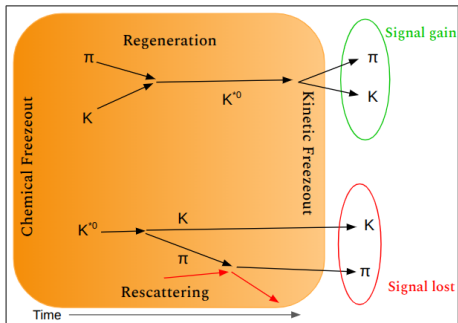 Regeneration
Signal gain
π
π
K*0
K
K
Chemical Freezeout
Kinetic Freezeout
K
K*0
K
π
π
Rescattering
Signal lost
Time